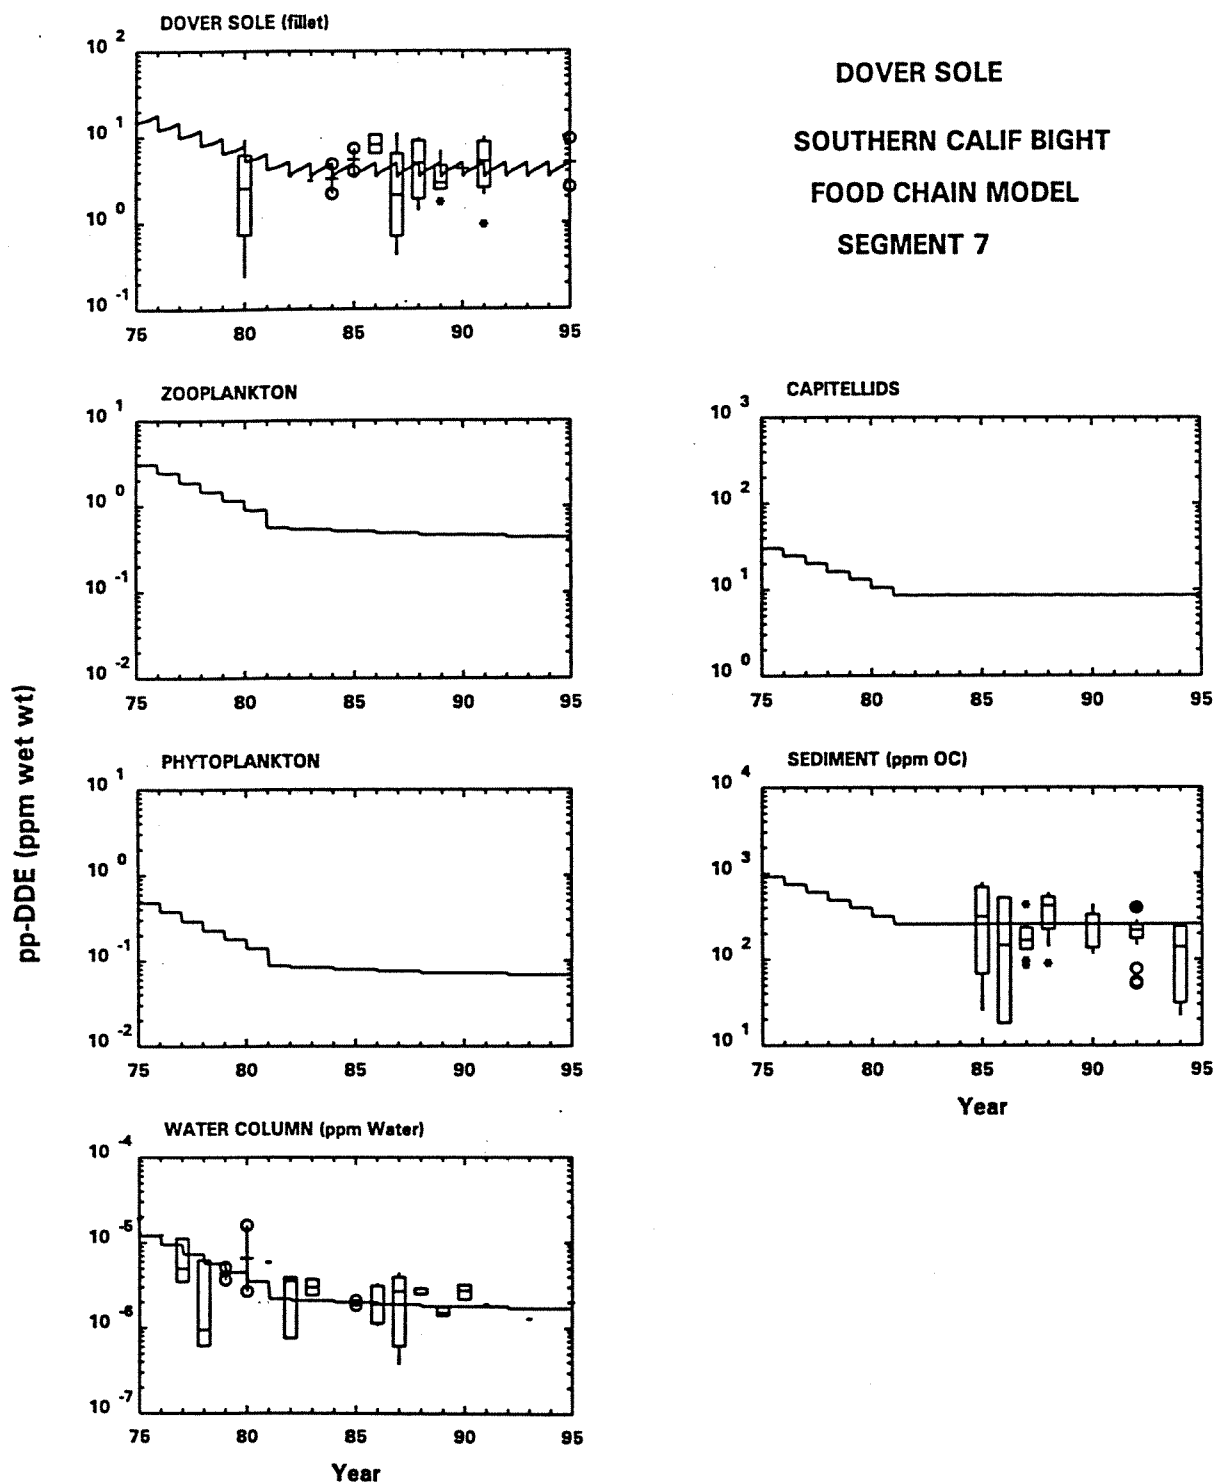 DOVER SOLE (fillet)
10 2
10 1
10 0
10 -1
75 80 85 90 95
DOVER SOLE
SOUTHERN CALIF BIGHT
FOOD CHAIN MODEL
SEGMENT 7
ZOOPLANKTON
10 1
10 0
10 -1
10 -2
75 80 85 90 95
CAPITELLIDS
10 3
10 2
10 1
10 0
75 80 85 90 95
pp-DDE (ppm wet wt)
PHYTOPLANKTON
10 1
10 0
10 -1
10 -2
75 80 85 90 95
SEDIMENT (ppm OC)
10 4
10 3
10 2
10 1
75 80 85 90 95
Year
WATER COLUMN (ppm Water)
10 -4
10 -5
10 -6
10 -7
75 80 85 90 95
Year